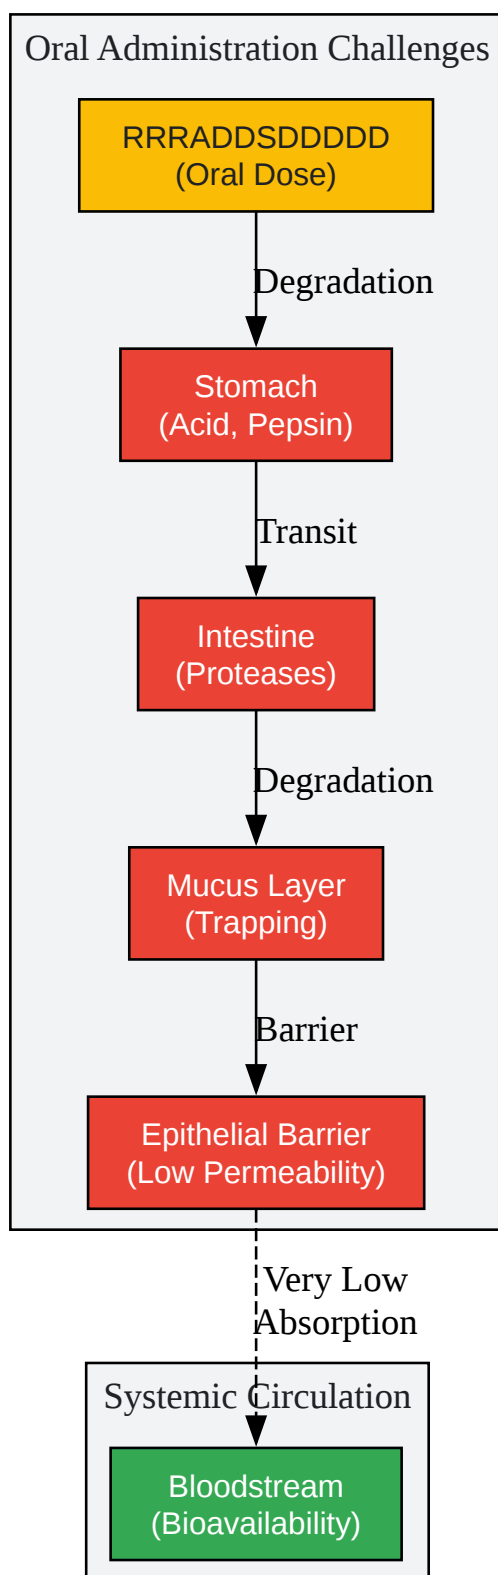 Oral Administration Challenges
RRRADDSDDDDD
(Oral Dose)
Degradation
Stomach
(Acid, Pepsin)
Transit
Intestine
(Proteases)
Degradation
Mucus Layer
(Trapping)
Barrier
Epithelial Barrier
(Low Permeability)
Very Low
Absorption
Systemic Circulation
Bloodstream
(Bioavailability)